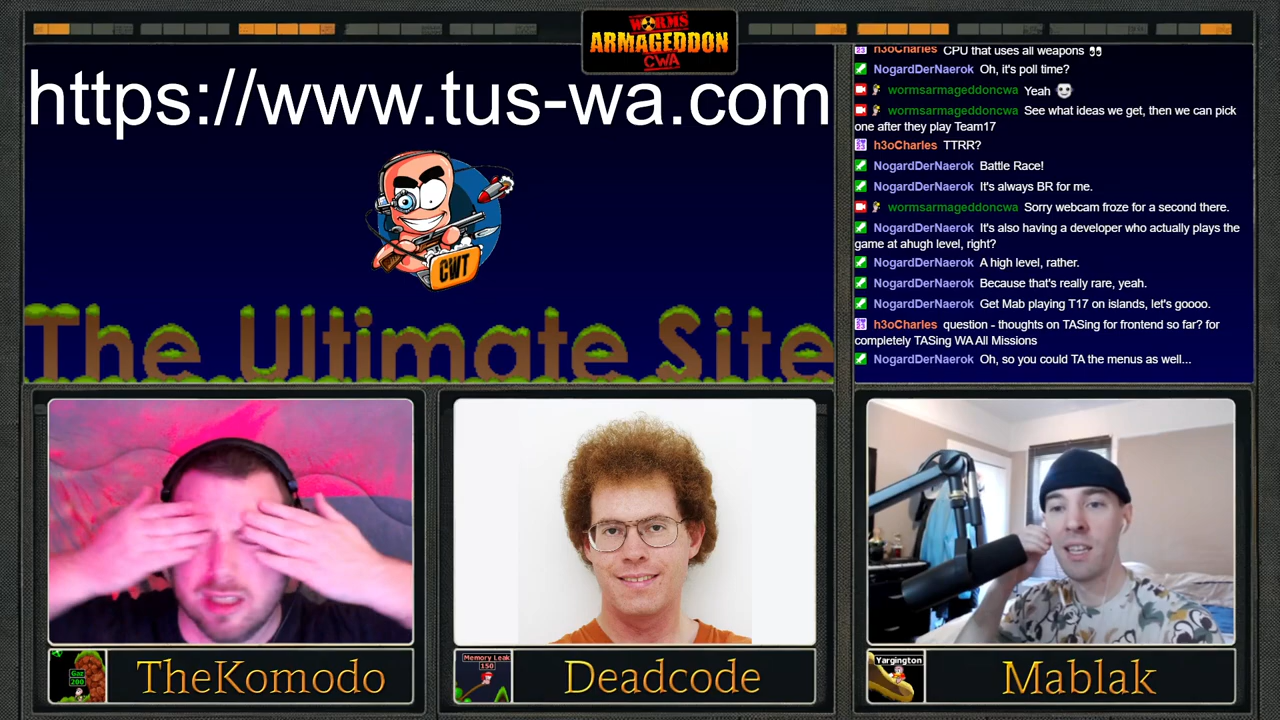 WORMS
ARMAGEDDON
CWA
https://www.tus-wa.com
CWT
The Ultimate Site
h3oCharles CPU that uses all weapons 👀
NogardDerNaerok Oh, it's poll time?
wormsarmageddoncwa Yeah
wormsarmageddoncwa See what ideas we get, then we can pick
one after they play Team17
h3oCharles TTRR?
NogardDerNaerok Battle Race!
NogardDerNaerok It's always BR for me.
wormsarmageddoncwa Sorry webcam froze for a second there.
NogardDerNaerok It's also having a developer who actually plays the
game at ahugh level, right?
NogardDerNaerok A high level, rather.
NogardDerNaerok Because that's really rare, yeah.
NogardDerNaerok Get Mab playing T17 on islands, let's goooo.
h3oCharles question - thoughts on TASing for frontend so far? for
completely TASing WA All Missions
NogardDerNaerok Oh, so you could TA the menus as well...
Gaz
200
TheKomodo
Memory Leak
150
Deadcode
Yargington
Mablak